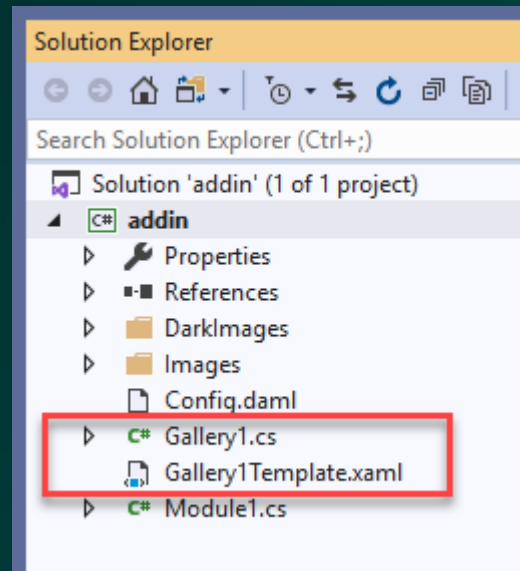 Solution Explorer
Search Solution Explorer (Ctrl+;)
Solution 'addin' (1 of 1 project)
C# addin
Properties
References
DarkImages
Images
Config.daml
C# Gallery1.cs
Gallery1Template.xaml
C# Module1.cs